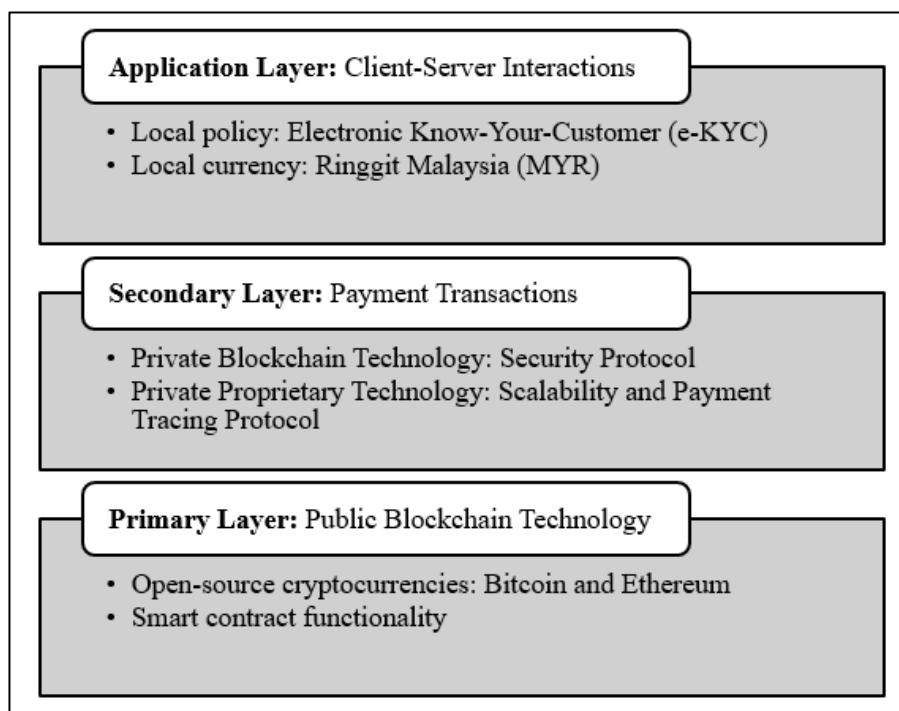 Application Layer: Client-Server Interactions
• Local policy: Electronic Know-Your-Customer (e-KYC)
• Local currency: Ringgit Malaysia (MYR)
Secondary Layer: Payment Transactions
• Private Blockchain Technology: Security Protocol
• Private Proprietary Technology: Scalability and Payment
Tracing Protocol
Primary Layer: Public Blockchain Technology
• Open-source cryptocurrencies: Bitcoin and Ethereum
• Smart contract functionality